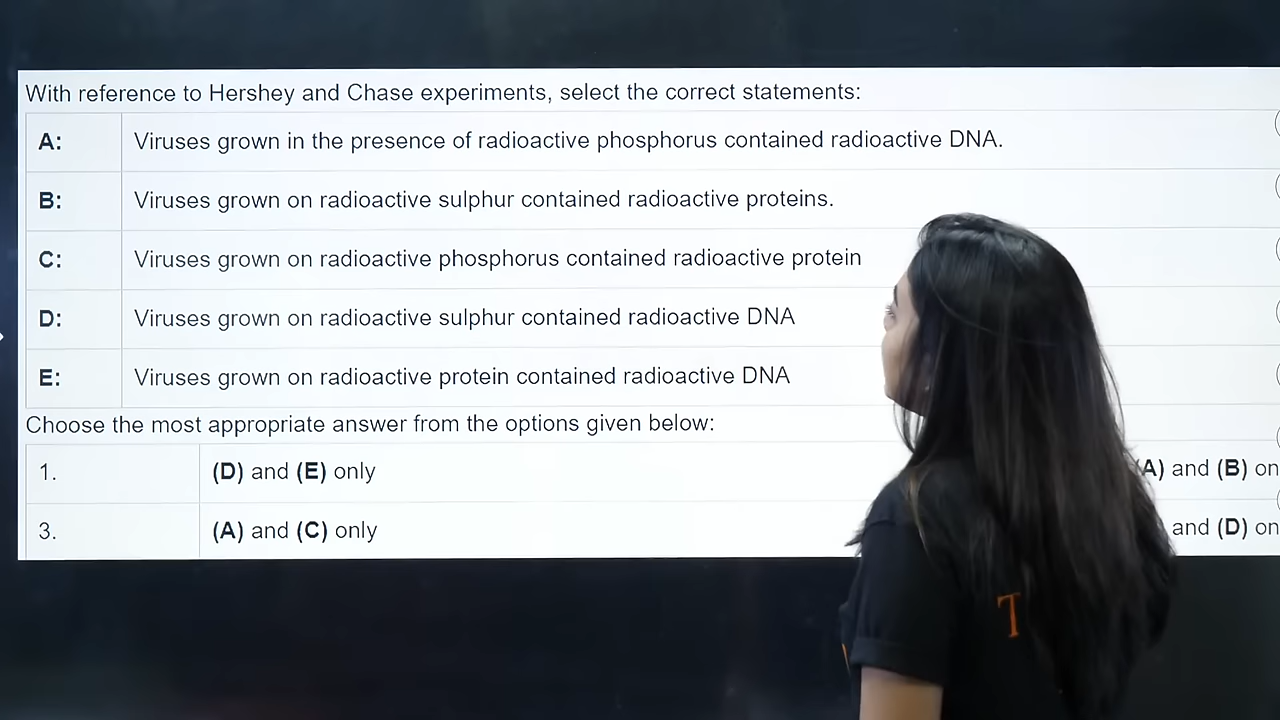 With reference to Hershey and Chase experiments, select the correct statements:
A: Viruses grown in the presence of radioactive phosphorus contained radioactive DNA.
B: Viruses grown on radioactive sulphur contained radioactive proteins.
C: Viruses grown on radioactive phosphorus contained radioactive protein
D: Viruses grown on radioactive sulphur contained radioactive DNA
E: Viruses grown on radioactive protein contained radioactive DNA
Choose the most appropriate answer from the options given below:
1. (D) and (E) only (A) and (B) on
3. (A) and (C) only and (D) on
T